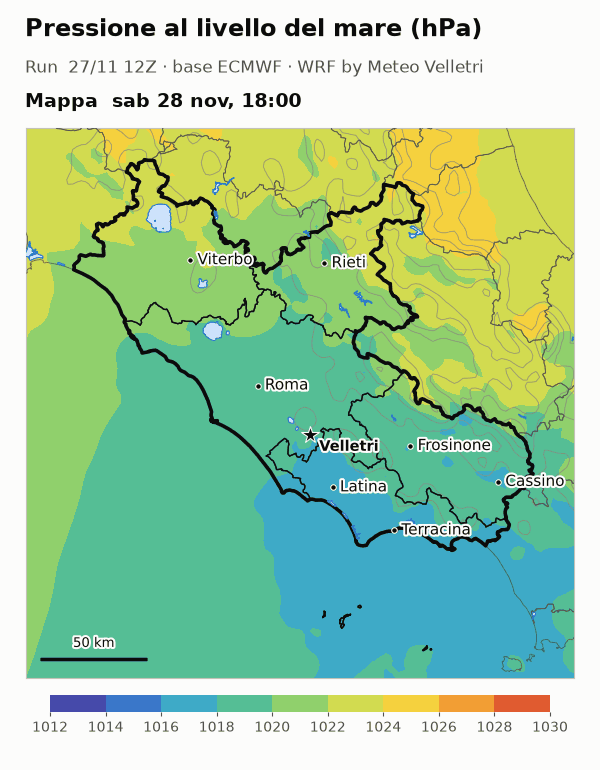 Pressione al livello del mare (hPa)
Run  27/11 12Z · base ECMWF · WRF by Meteo Velletri
Mappa  sab 28 nov, 18:00
Viterbo
Rieti
Roma
Velletri
Frosinone
Cassino
Latina
Terracina
50 km
1012 1014 1016 1018 1020 1022 1024 1026 1028 1030